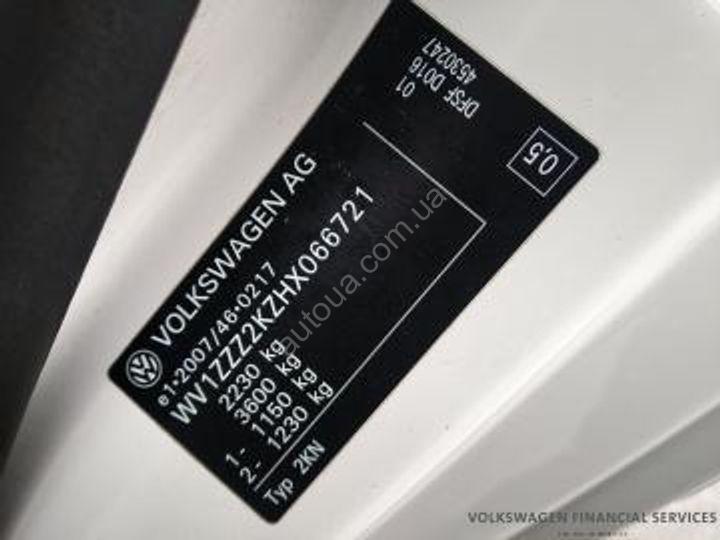 VOLKSWAGEN AG
e1*2007/46*0217
WV1ZZZ2KZHX066721
2230 kg
3600 kg
1- 1150 kg
2- 1230 kg
Typ 2KN
01
DFSF D016
4530247
0,5
autoua.com.ua
VOLKSWAGEN FINANCIAL SERVICES